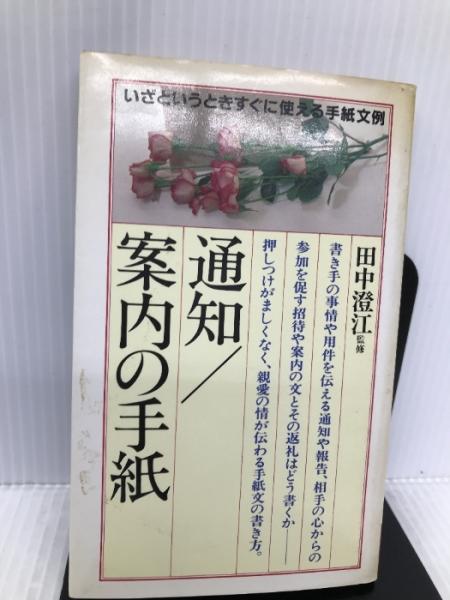 いざというときすぐに使える手紙文例
田中澄江監修
書き手の事情や用件を伝える通知や報告、相手の心からの
参加を促す招待や案内の文とその返礼はどう書くか——
押しつけがましくなく、親愛の情が伝わる手紙文の書き方。
通知／
案内の手紙